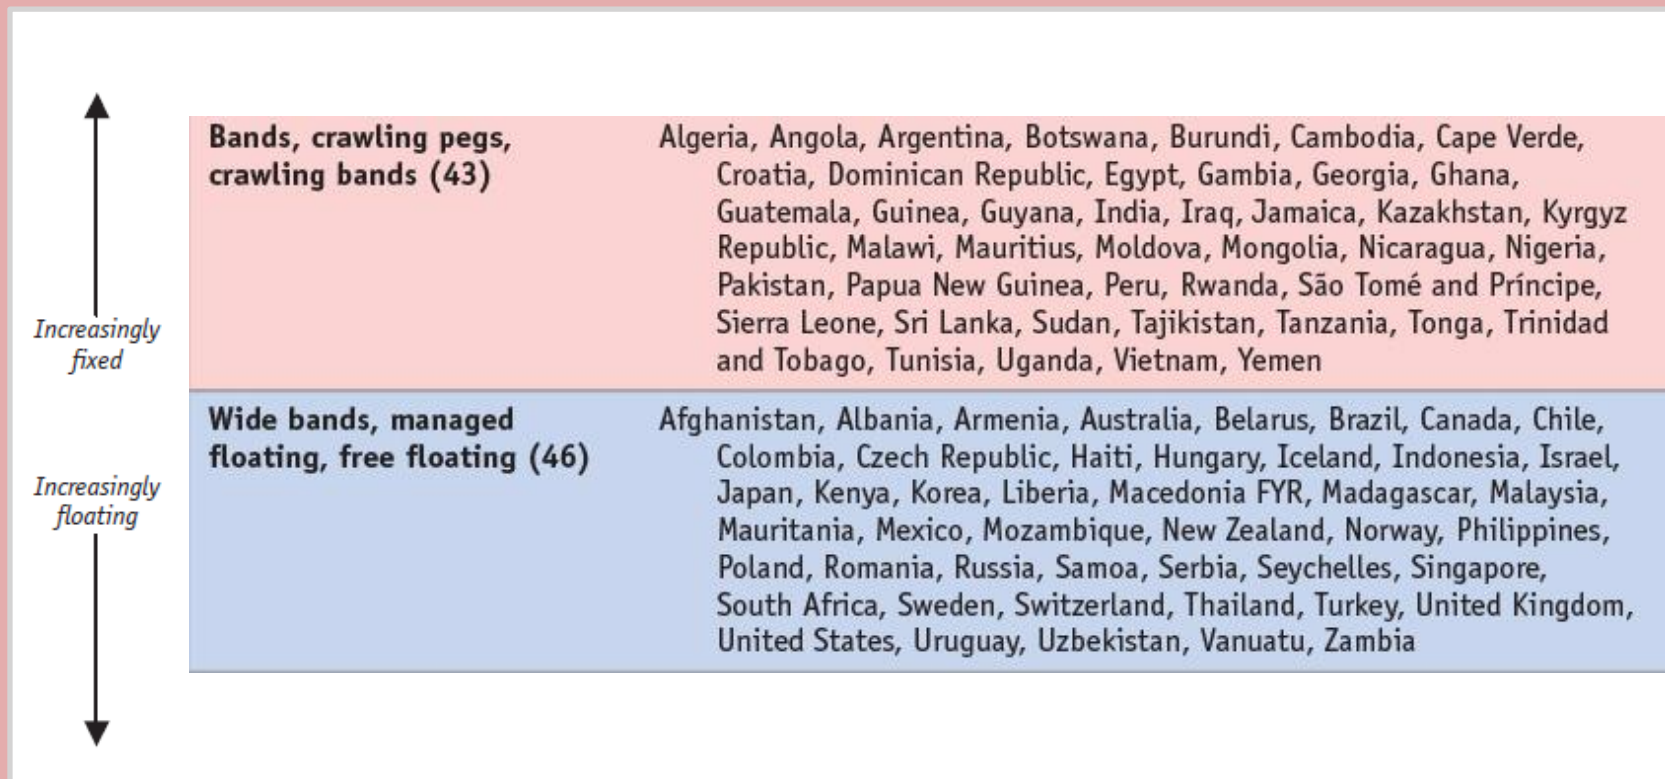 Increasingly
fixed
Increasingly
floating
Bands, crawling pegs,
crawling bands (43)
Algeria, Angola, Argentina, Botswana, Burundi, Cambodia, Cape Verde,
Croatia, Dominican Republic, Egypt, Gambia, Georgia, Ghana,
Guatemala, Guinea, Guyana, India, Iraq, Jamaica, Kazakhstan, Kyrgyz
Republic, Malawi, Mauritius, Moldova, Mongolia, Nicaragua, Nigeria,
Pakistan, Papua New Guinea, Peru, Rwanda, São Tomé and Príncipe,
Sierra Leone, Sri Lanka, Sudan, Tajikistan, Tanzania, Tonga, Trinidad
and Tobago, Tunisia, Uganda, Vietnam, Yemen
Wide bands, managed
floating, free floating (46)
Afghanistan, Albania, Armenia, Australia, Belarus, Brazil, Canada, Chile,
Colombia, Czech Republic, Haiti, Hungary, Iceland, Indonesia, Israel,
Japan, Kenya, Korea, Liberia, Macedonia FYR, Madagascar, Malaysia,
Mauritania, Mexico, Mozambique, New Zealand, Norway, Philippines,
Poland, Romania, Russia, Samoa, Serbia, Seychelles, Singapore,
South Africa, Sweden, Switzerland, Thailand, Turkey, United Kingdom,
United States, Uruguay, Uzbekistan, Vanuatu, Zambia